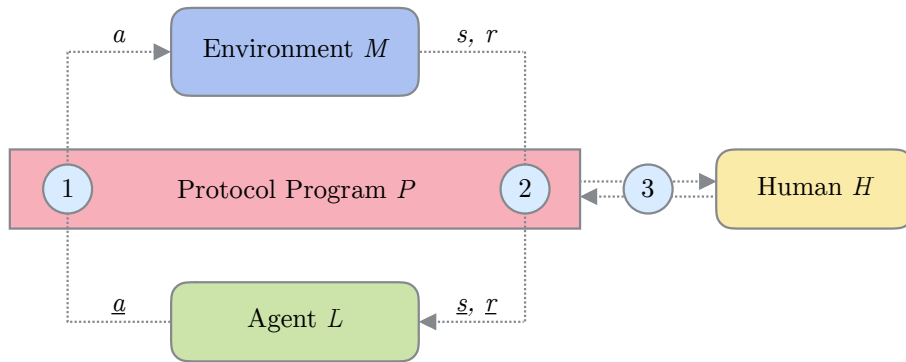 a
Environment M
s, r
1
Protocol Program P
2
3
Human H
a
Agent L
s, r